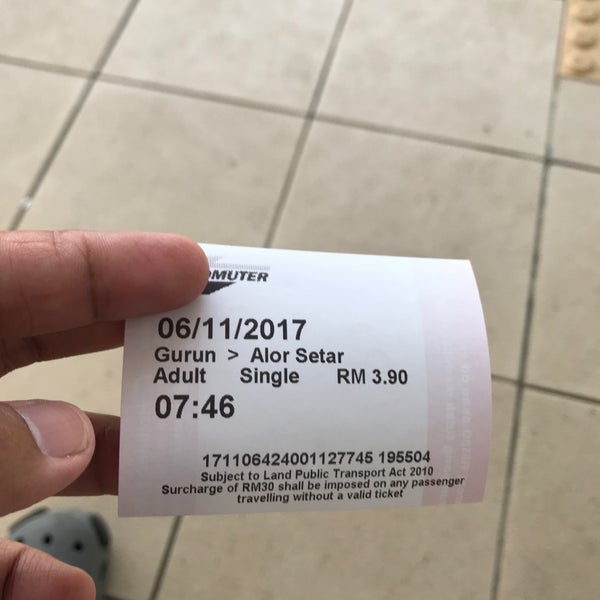 MUTER
06/11/2017
Gurun > Alor Setar
Adult Single RM 3.90
07:46
171106424001127745 195504
Subject to Land Public Transport Act 2010
Surcharge of RM30 shall be imposed on any passenger
travelling without a valid ticket